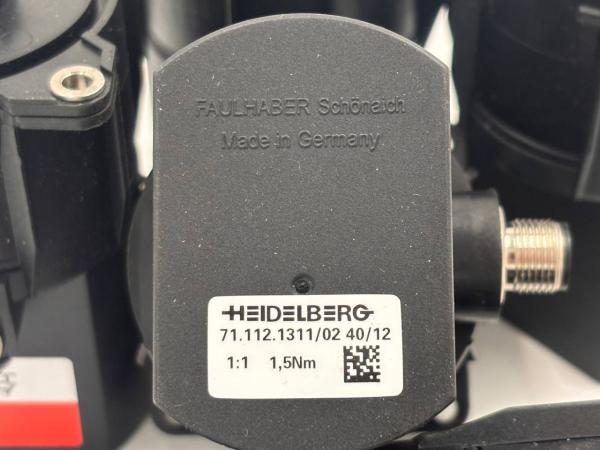 FAULHABER Schönaich
Made in Germany
HEIDELBERG
71.112.1311/02 40/12
1:1 1,5Nm